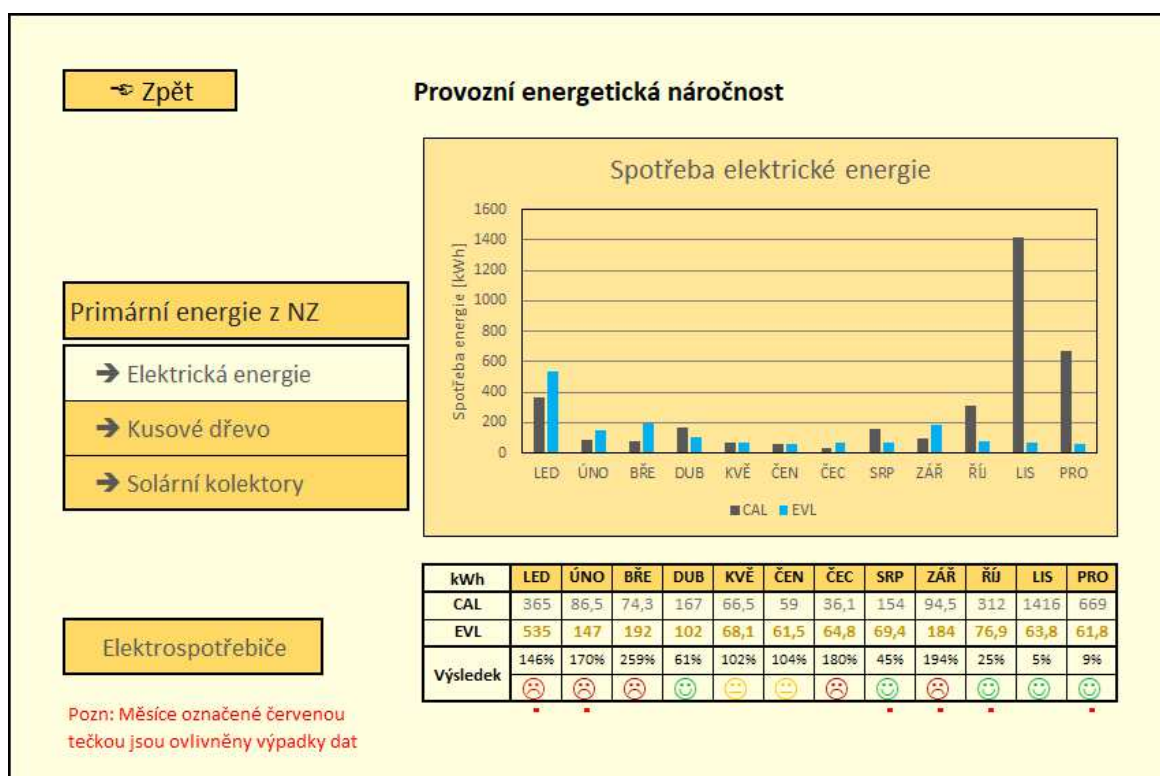 ☜ Zpět
Provozní energetická náročnost
Primární energie z NZ
➔ Elektrická energie
➔ Kusové dřevo
➔ Solární kolektory
Elektrospotřebiče
Pozn: Měsíce označené červenou
tečkou jsou ovlivněny výpadky dat
Spotřeba elektrické energie
Spotřeba energie [kWh]
1600
1400
1200
1000
800
600
400
200
0
LED ÚNO BŘE DUB KVĚ ČEN ČEC SRP ZÁŘ ŘÍJ LIS PRO
CAL EVL
kWh LED ÚNO BŘE DUB KVĚ ČEN ČEC SRP ZÁŘ ŘÍJ LIS PRO
CAL 365 86,5 74,3 167 66,5 59 36,1 154 94,5 312 1416 669
EVL 535 147 192 102 68,1 61,5 64,8 69,4 184 76,9 63,8 61,8
Výsledek 146% 170% 259% 61% 102% 104% 180% 45% 194% 25% 5% 9%